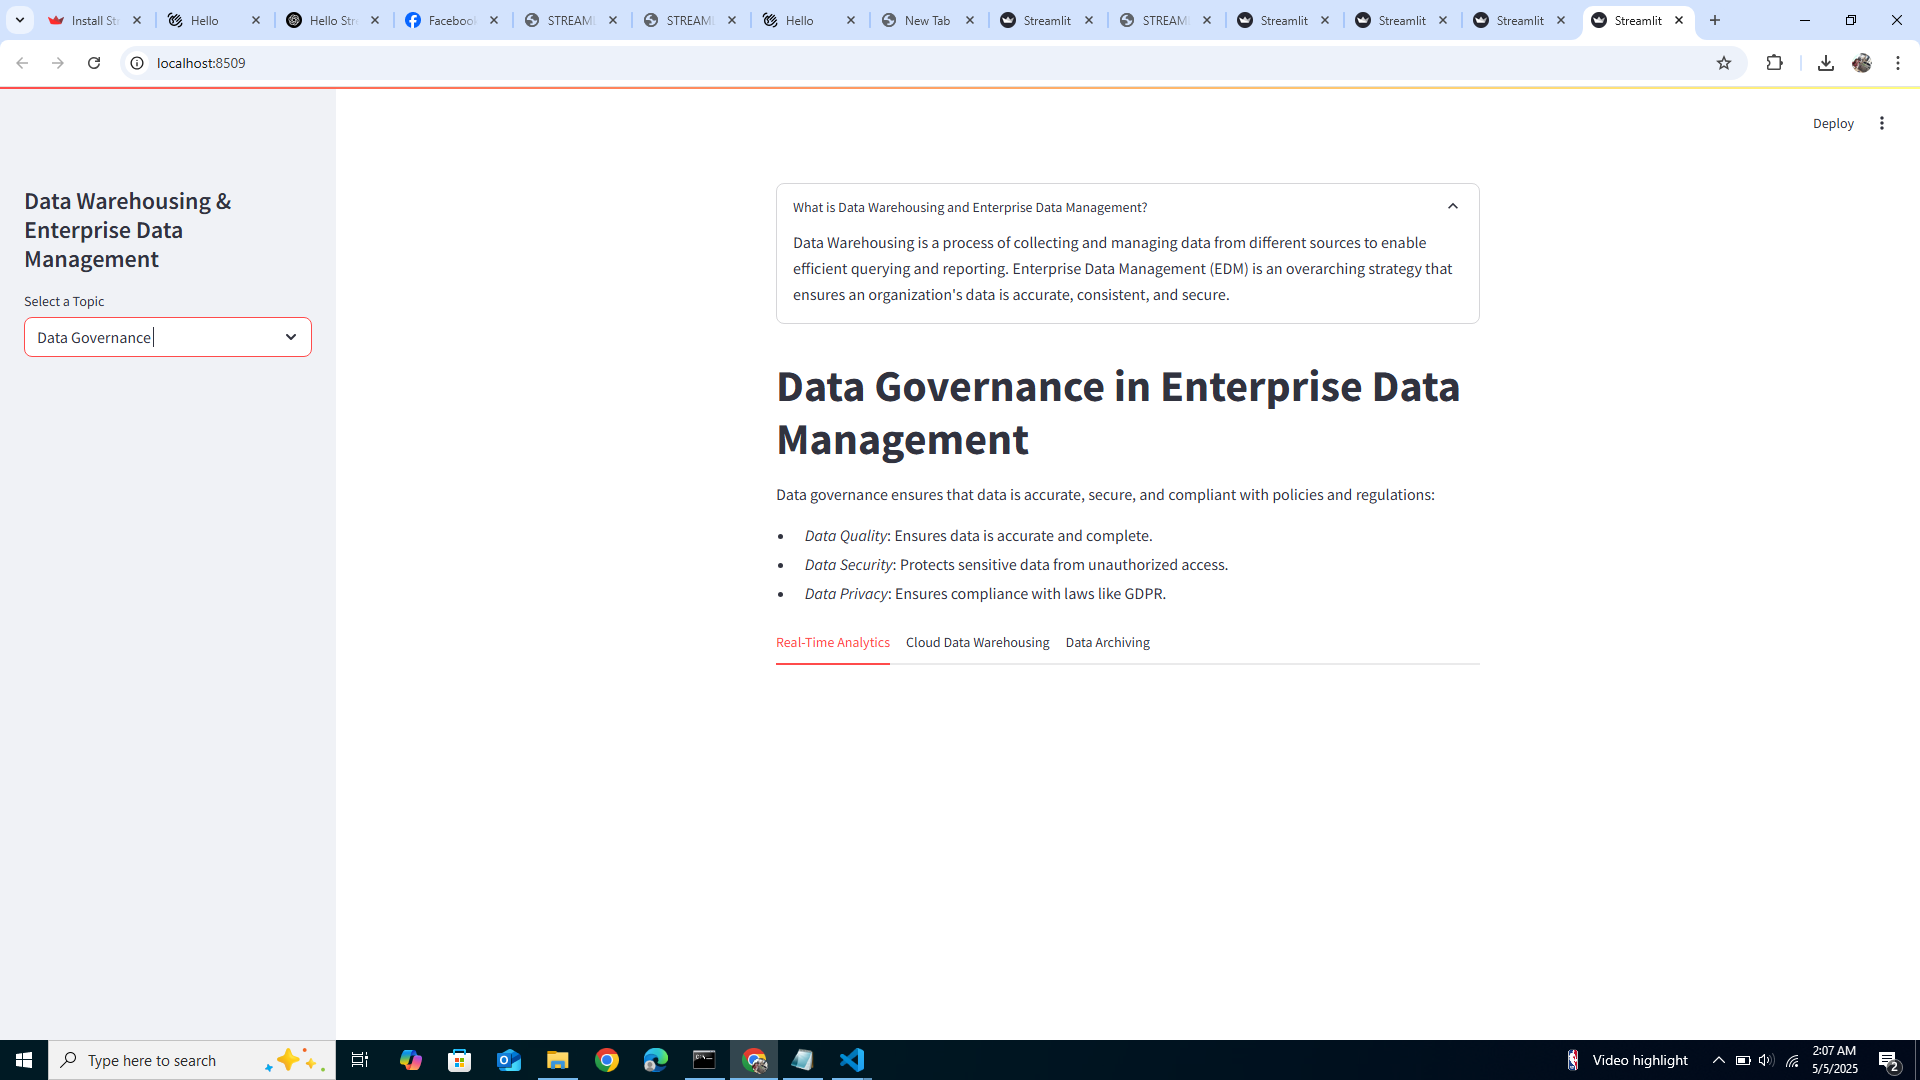 Install St
Hello
Hello Stre
Facebook
STREAML
STREAML
Hello
New Tab
Streamlit
STREAML
Streamlit
Streamlit
Streamlit
Streamlit
localhost:8509
Deploy
Data Warehousing &
Enterprise Data
Management
Select a Topic
Data Governance
What is Data Warehousing and Enterprise Data Management?
Data Warehousing is a process of collecting and managing data from different sources to enable
efficient querying and reporting. Enterprise Data Management (EDM) is an overarching strategy that
ensures an organization's data is accurate, consistent, and secure.
Data Governance in Enterprise Data
Management
Data governance ensures that data is accurate, secure, and compliant with policies and regulations:
• Data Quality: Ensures data is accurate and complete.
• Data Security: Protects sensitive data from unauthorized access.
• Data Privacy: Ensures compliance with laws like GDPR.
Real-Time Analytics Cloud Data Warehousing Data Archiving
Type here to search
Video highlight
2:07 AM
5/5/2025
2